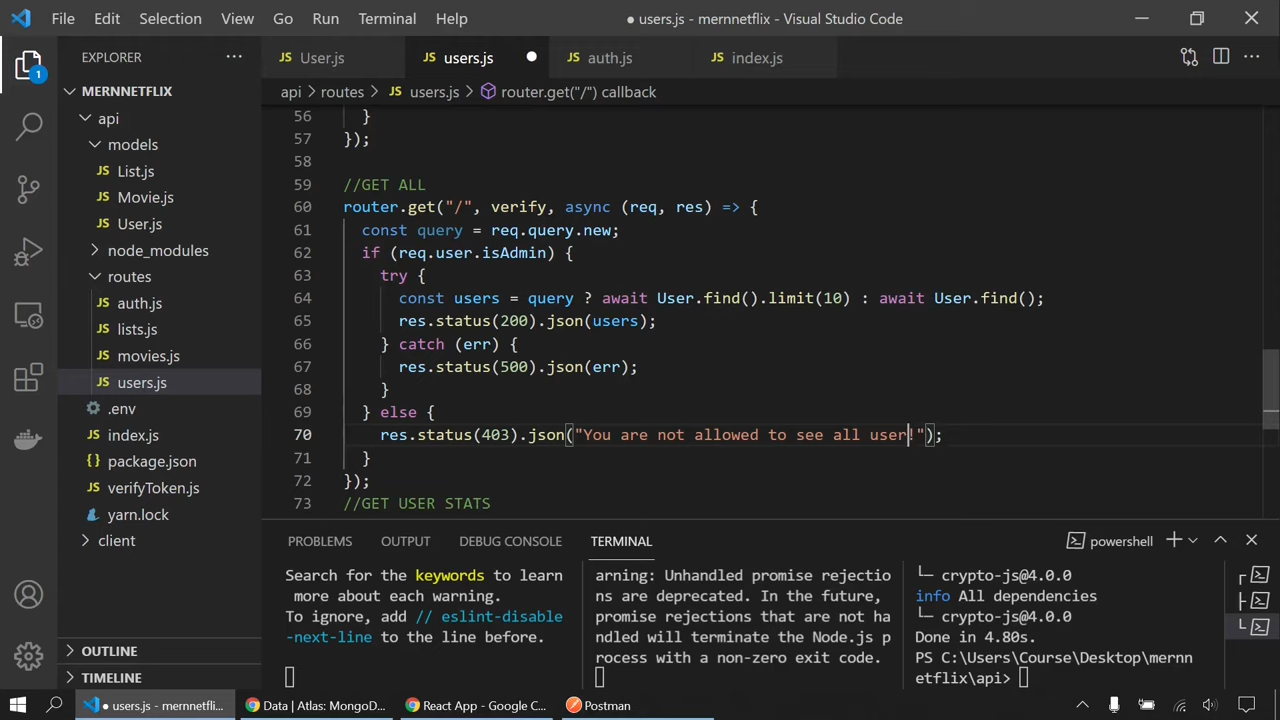 File Edit Selection View Go Run Terminal Help ● users.js - mernnetflix - Visual Studio Code
EXPLORER ···
JS User.js JS users.js ● JS auth.js JS index.js ···
1
MERNNETFLIX
api > routes > JS users.js > router.get("/") callback
api
models
JS List.js
JS Movie.js
JS User.js
node_modules
routes
JS auth.js
JS lists.js
JS movies.js
JS users.js
.env
JS index.js
package.json
JS verifyToken.js
yarn.lock
client
OUTLINE
TIMELINE
56 }
57 });
58
59 //GET ALL
60 router.get("/", verify, async (req, res) => {
61 const query = req.query.new;
62 if (req.user.isAdmin) {
63 try {
64 const users = query ? await User.find().limit(10) : await User.find();
65 res.status(200).json(users);
66 } catch (err) {
67 res.status(500).json(err);
68 }
69 } else {
70 res.status(403).json("You are not allowed to see all user!");
71 }
72 });
73 //GET USER STATS
PROBLEMS OUTPUT DEBUG CONSOLE TERMINAL powershell
Search for the keywords to learn
more about each warning.
To ignore, add // eslint-disable
-next-line to the line before.
arning: Unhandled promise rejectio
ns are deprecated. In the future,
promise rejections that are not ha
ndled will terminate the Node.js p
rocess with a non-zero exit code.
└─ crypto-js@4.0.0
info All dependencies
└─ crypto-js@4.0.0
Done in 4.80s.
PS C:\Users\Course\Desktop\mernn
etflix\api>
● users.js - mernnetfli... Data | Atlas: MongoD... React App - Google C... Postman